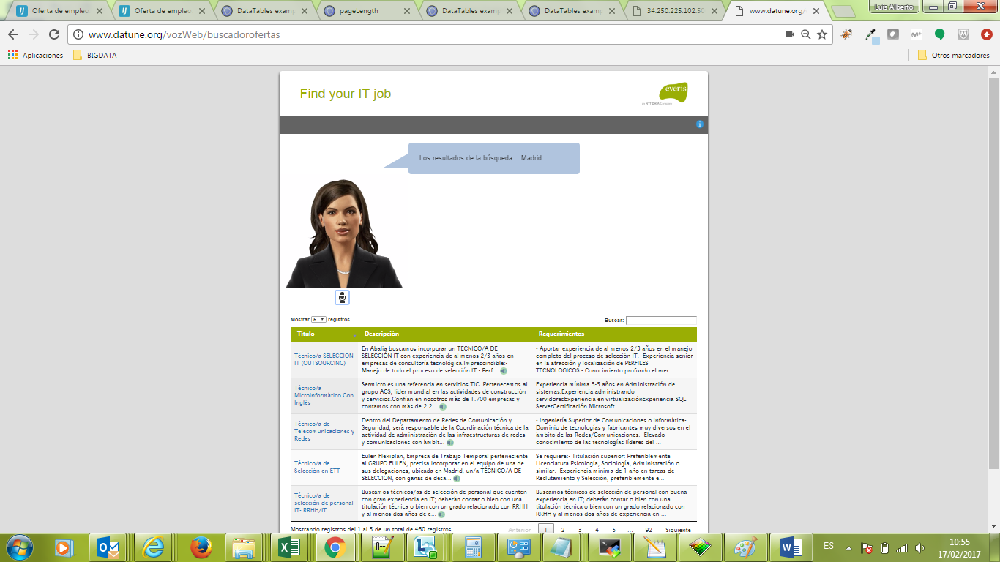 Oferta de empleo
Oferta de empleo
DataTables exam
pageLength
DataTables exam
DataTables exam
34.250.225.102:50
www.datune.org/
Luis Alberto
www.datune.org/vozWeb/buscadorofertas
Aplicaciones
BIGDATA
Otros marcadores
Find your IT job
everis
an NTT DATA Company
Los resultados de la búsqueda... Madrid
Mostrar 5 registros
Buscar:
Título
Descripción
Requerimientos
Técnico/a SELECCION
IT (OUTSOURCING)
En Abalia buscamos incorporar un TECNICO/A DE
SELECCIÓN IT con experiencia de al menos 2/3 años en
empresas de consultoría tecnológica.Imprescindible:-
Manejo de todo el proceso de selección IT.- Perf...
- Aportar experiencia de al menos 2/3 años en el manejo
completo del proceso de selección IT.- Experiencia senior
en la atracción y localización de PERFILES
TECNOLOGICOS.- Conocimiento profundo el mer...
Técnico/a
Microinformático Con
Inglés
Sermicro es una referencia en servicios TIC. Pertenecemos al
grupo ACS, líder mundial en las actividades de construcción
y servicios.Confían en nosotros más de 1.700 empresas y
contamos con más de 2.2...
Experiencia mínima 3-5 años en Administración de
sistemas.Experiencia administrando
servidoresExperiencia en virtualizaciónExperiencia SQL
ServerCertificación Microsoft....
Técnico/a de
Telecomunicaciones y
Redes
Dentro del Departamento de Redes de Comunicación y
Seguridad, será responsable de la Coordinación técnica de la
actividad de administración de las infraestructuras de redes
y comunicaciones con ámbit...
- Ingeniería Superior de Comunicaciones o Informática-
Dominio de tecnologías y fabricantes muy diversos en el
ámbito de las Redes/Comunicaciones.- Elevado
conocimiento de las tecnologías líderes del ...
Técnico/a de
Selección en ETT
Eulen Flexiplan, Empresa de Trabajo Temporal perteneciente
al GRUPO EULEN, precisa incorporar en el equipo de una de
sus delegaciones, ubicada en Madrid, un/a TÉCNICO/A DE
SELECCIÓN, con ganas de desa...
Se requiere:- Titulación superior: Preferiblemente
Licenciatura Psicología, Sociología, Administración o
similar.- Experiencia mínima de 1 año en tareas de
Reclutamiento y Selección, preferiblemente e...
Técnico/a de
selección de personal
IT- RRHH/IT
Buscamos técnicos/as de selección de personal que cuenten
con gran experiencia en IT; deberán contar o bien con una
titulación técnica o bien con un grado relacionado con RRHH
y al menos dos años de e...
Buscamos técnicos de selección de personal con buena
experiencia en IT; deberán contar o bien con una
titulación técnica o bien con un grado relacionado con
RRHH y al menos dos años de experiencia en ...
Mostrando registros del 1 al 5 de un total de 460 registros
Anterior 1 2 3 4 5 ... 92 Siguiente
ES
10:55
17/02/2017